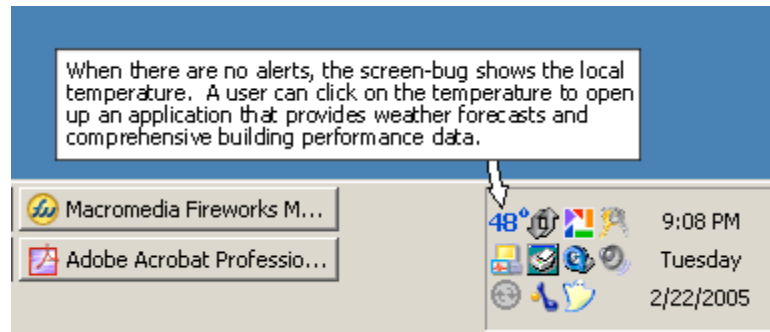 When there are no alerts, the screen-bug shows the local
temperature.  A user can click on the temperature to open
up an application that provides weather forecasts and
comprehensive building performance data.
Macromedia Fireworks M...
48° 9:08 PM
Adobe Acrobat Professio...
Tuesday
2/22/2005